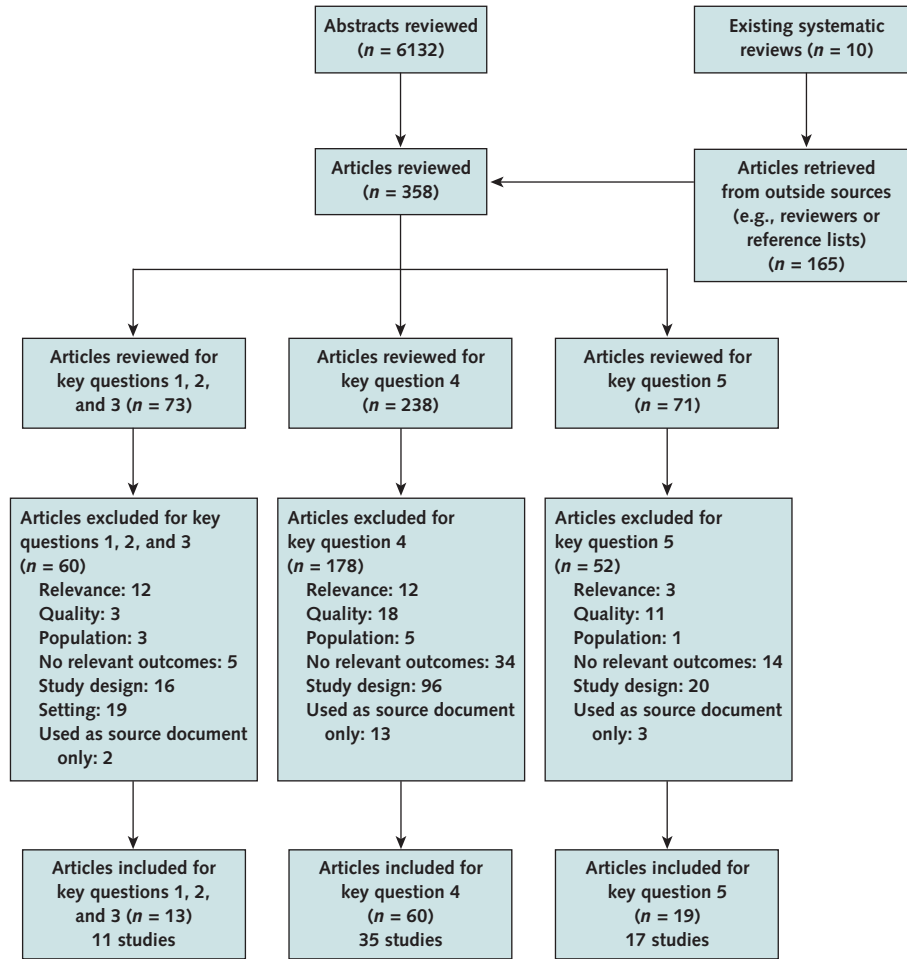 Abstracts reviewed
(n = 6132)
Existing systematic
reviews (n = 10)
Articles reviewed
(n = 358)
Articles retrieved
from outside sources
(e.g., reviewers or
reference lists)
(n = 165)
Articles reviewed for
key questions 1, 2,
and 3 (n = 73)
Articles reviewed for
key question 4
(n = 238)
Articles reviewed for
key question 5
(n = 71)
Articles excluded for key
questions 1, 2, and 3
(n = 60)
Relevance: 12
Quality: 3
Population: 3
No relevant outcomes: 5
Study design: 16
Setting: 19
Used as source document
only: 2
Articles excluded for
key question 4
(n = 178)
Relevance: 12
Quality: 18
Population: 5
No relevant outcomes: 34
Study design: 96
Used as source document
only: 13
Articles excluded for
key question 5
(n = 52)
Relevance: 3
Quality: 11
Population: 1
No relevant outcomes: 14
Study design: 20
Used as source document
only: 3
Articles included for
key questions 1, 2,
and 3 (n = 13)
11 studies
Articles included for
key question 4
(n = 60)
35 studies
Articles included for
key question 5
(n = 19)
17 studies